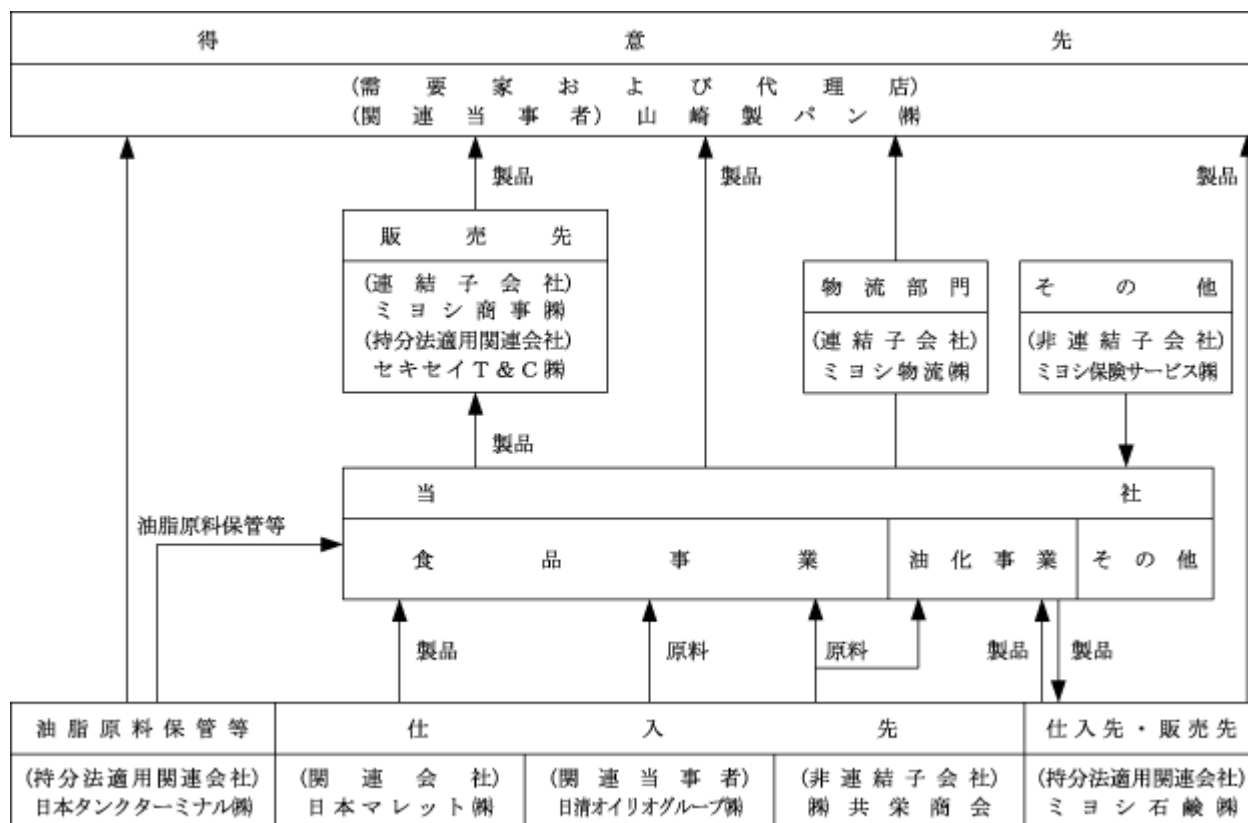 得意先
(需要家および代理店)
(関連当事者) 山崎製パン㈱
製品
製品
製品
販売先
(連結子会社)
ミヨシ商事㈱
(持分法適用関連会社)
セキセイT&C㈱
物流部門
(連結子会社)
ミヨシ物流㈱
その他
(非連結子会社)
ミヨシ保険サービス㈱
製品
当社
油脂原料保管等
食品事業
油化事業
その他
製品
原料
原料
製品
製品
油脂原料保管等
仕入先
仕入先・販売先
(持分法適用関連会社)
日本タンクターミナル㈱
(関連会社)
日本マレット㈱
(関連当事者)
日清オイリオグループ㈱
(非連結子会社)
㈱共栄商会
(持分法適用関連会社)
ミヨシ石鹸㈱